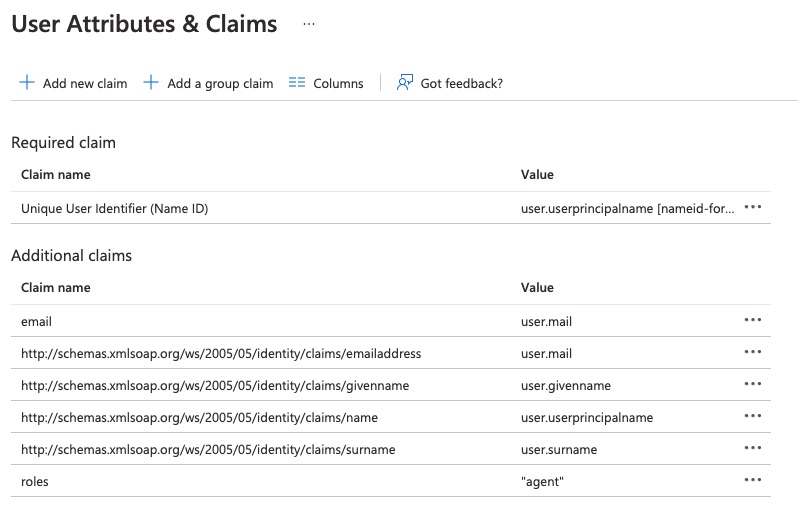 User Attributes & Claims ...
Add new claim Add a group claim Columns Got feedback?
Required claim
Claim name Value
Unique User Identifier (Name ID) user.userprincipalname [nameid-for...
Additional claims
Claim name Value
email user.mail
http://schemas.xmlsoap.org/ws/2005/05/identity/claims/emailaddress user.mail
http://schemas.xmlsoap.org/ws/2005/05/identity/claims/givenname user.givenname
http://schemas.xmlsoap.org/ws/2005/05/identity/claims/name user.userprincipalname
http://schemas.xmlsoap.org/ws/2005/05/identity/claims/surname user.surname
roles "agent"